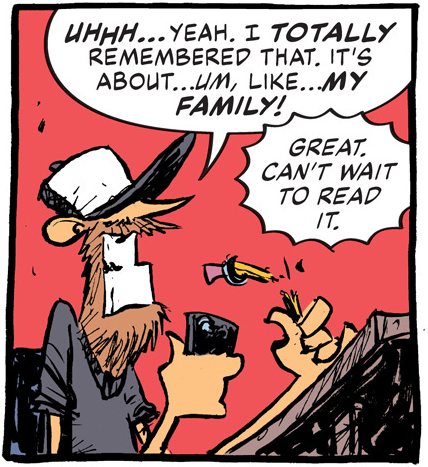 UHHH...YEAH. I TOTALLY
REMEMBERED THAT. IT'S
ABOUT...UM, LIKE...MY
FAMILY!
GREAT.
CAN'T WAIT
TO READ
IT.